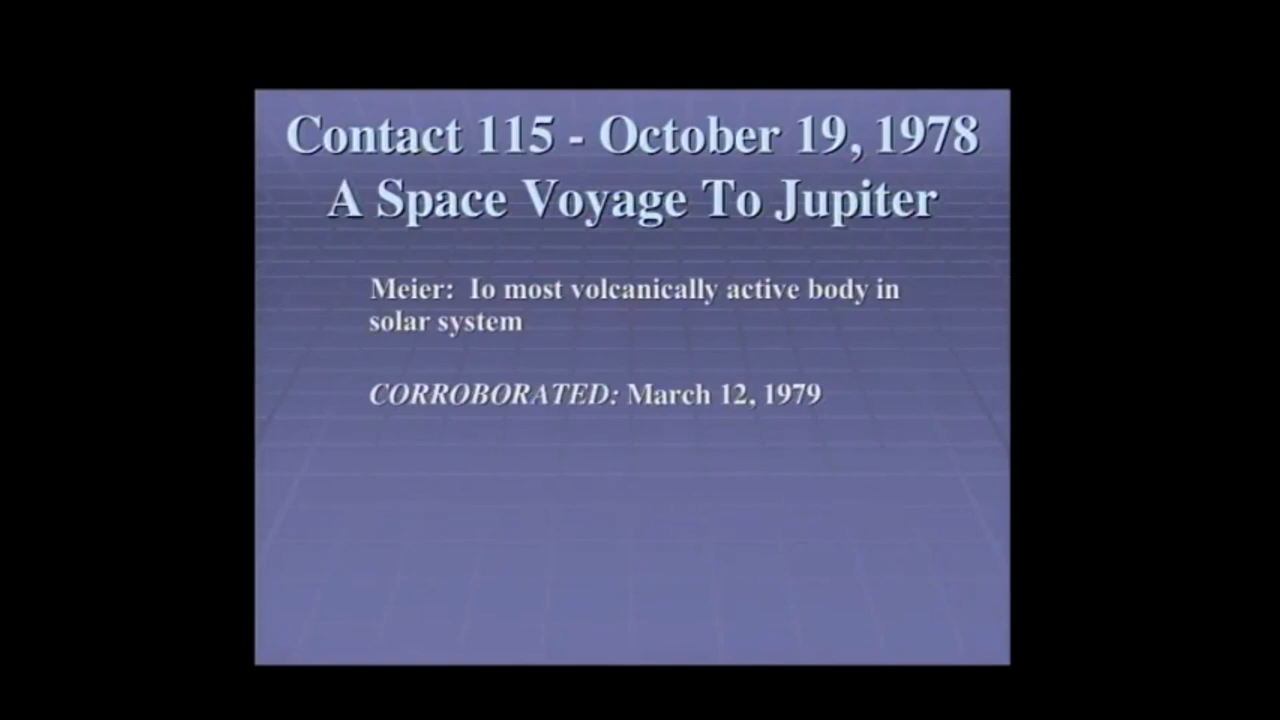 Contact 115 - October 19, 1978
A Space Voyage To Jupiter
Meier: Io most volcanically active body in
solar system
CORROBORATED: March 12, 1979